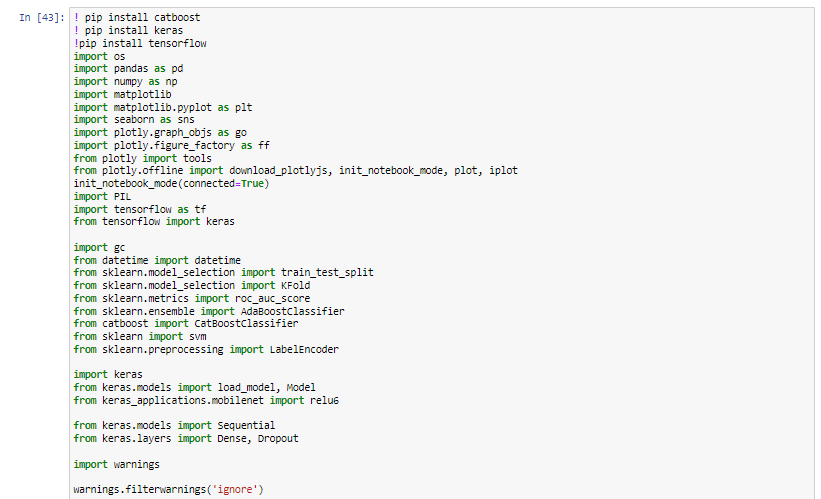 In [43]: ! pip install catboost
! pip install keras
!pip install tensorflow
import os
import pandas as pd
import numpy as np
import matplotlib
import matplotlib.pyplot as plt
import seaborn as sns
import plotly.graph_objs as go
import plotly.figure_factory as ff
from plotly import tools
from plotly.offline import download_plotlyjs, init_notebook_mode, plot, iplot
init_notebook_mode(connected=True)
import PIL
import tensorflow as tf
from tensorflow import keras

import gc
from datetime import datetime
from sklearn.model_selection import train_test_split
from sklearn.model_selection import KFold
from sklearn.metrics import roc_auc_score
from sklearn.ensemble import AdaBoostClassifier
from catboost import CatBoostClassifier
from sklearn import svm
from sklearn.preprocessing import LabelEncoder

import keras
from keras.models import load_model, Model
from keras_applications.mobilenet import relu6

from keras.models import Sequential
from keras.layers import Dense, Dropout

import warnings

warnings.filterwarnings('ignore')